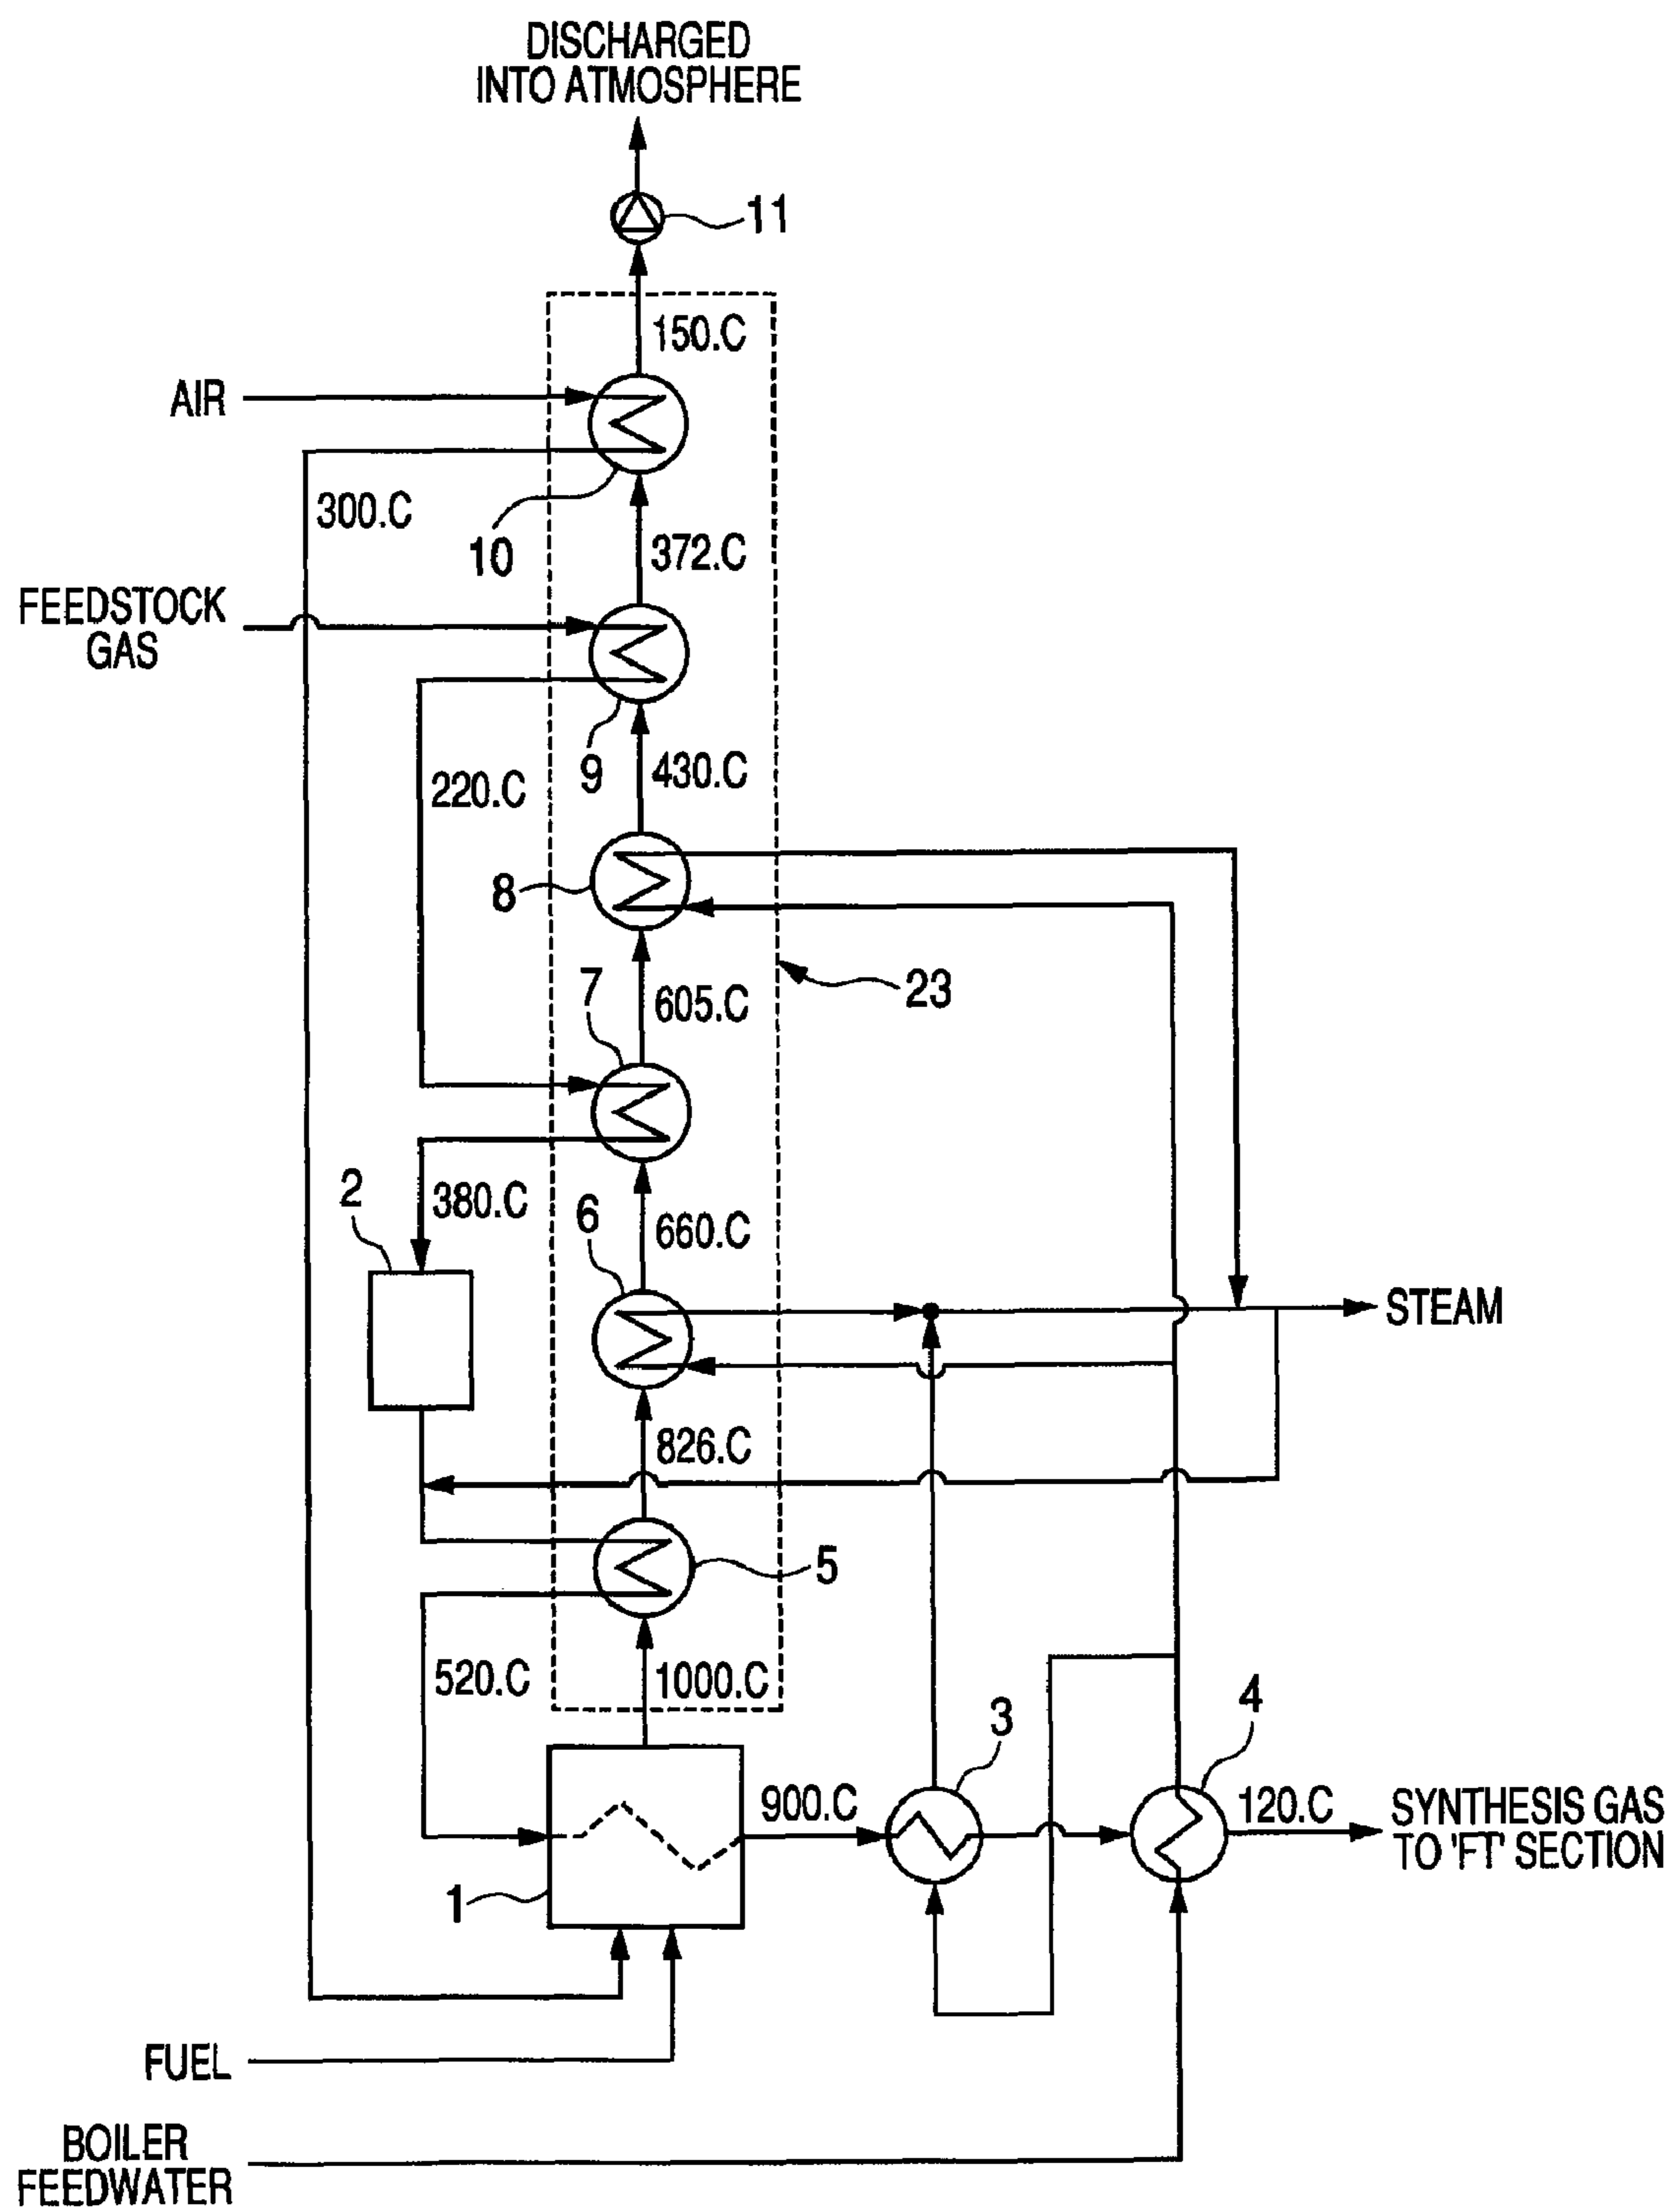 DISCHARGED
INTO ATMOSPHERE
11
150.C
AIR
300.C
10
372.C
FEEDSTOCK
GAS
9
220.C
430.C
8
23
7
605.C
2
380.C
6
660.C
STEAM
826.C
5
520.C
1000.C
3
4
900.C
120.C
SYNTHESIS GAS
TO 'FT' SECTION
1
FUEL
BOILER
FEEDWATER